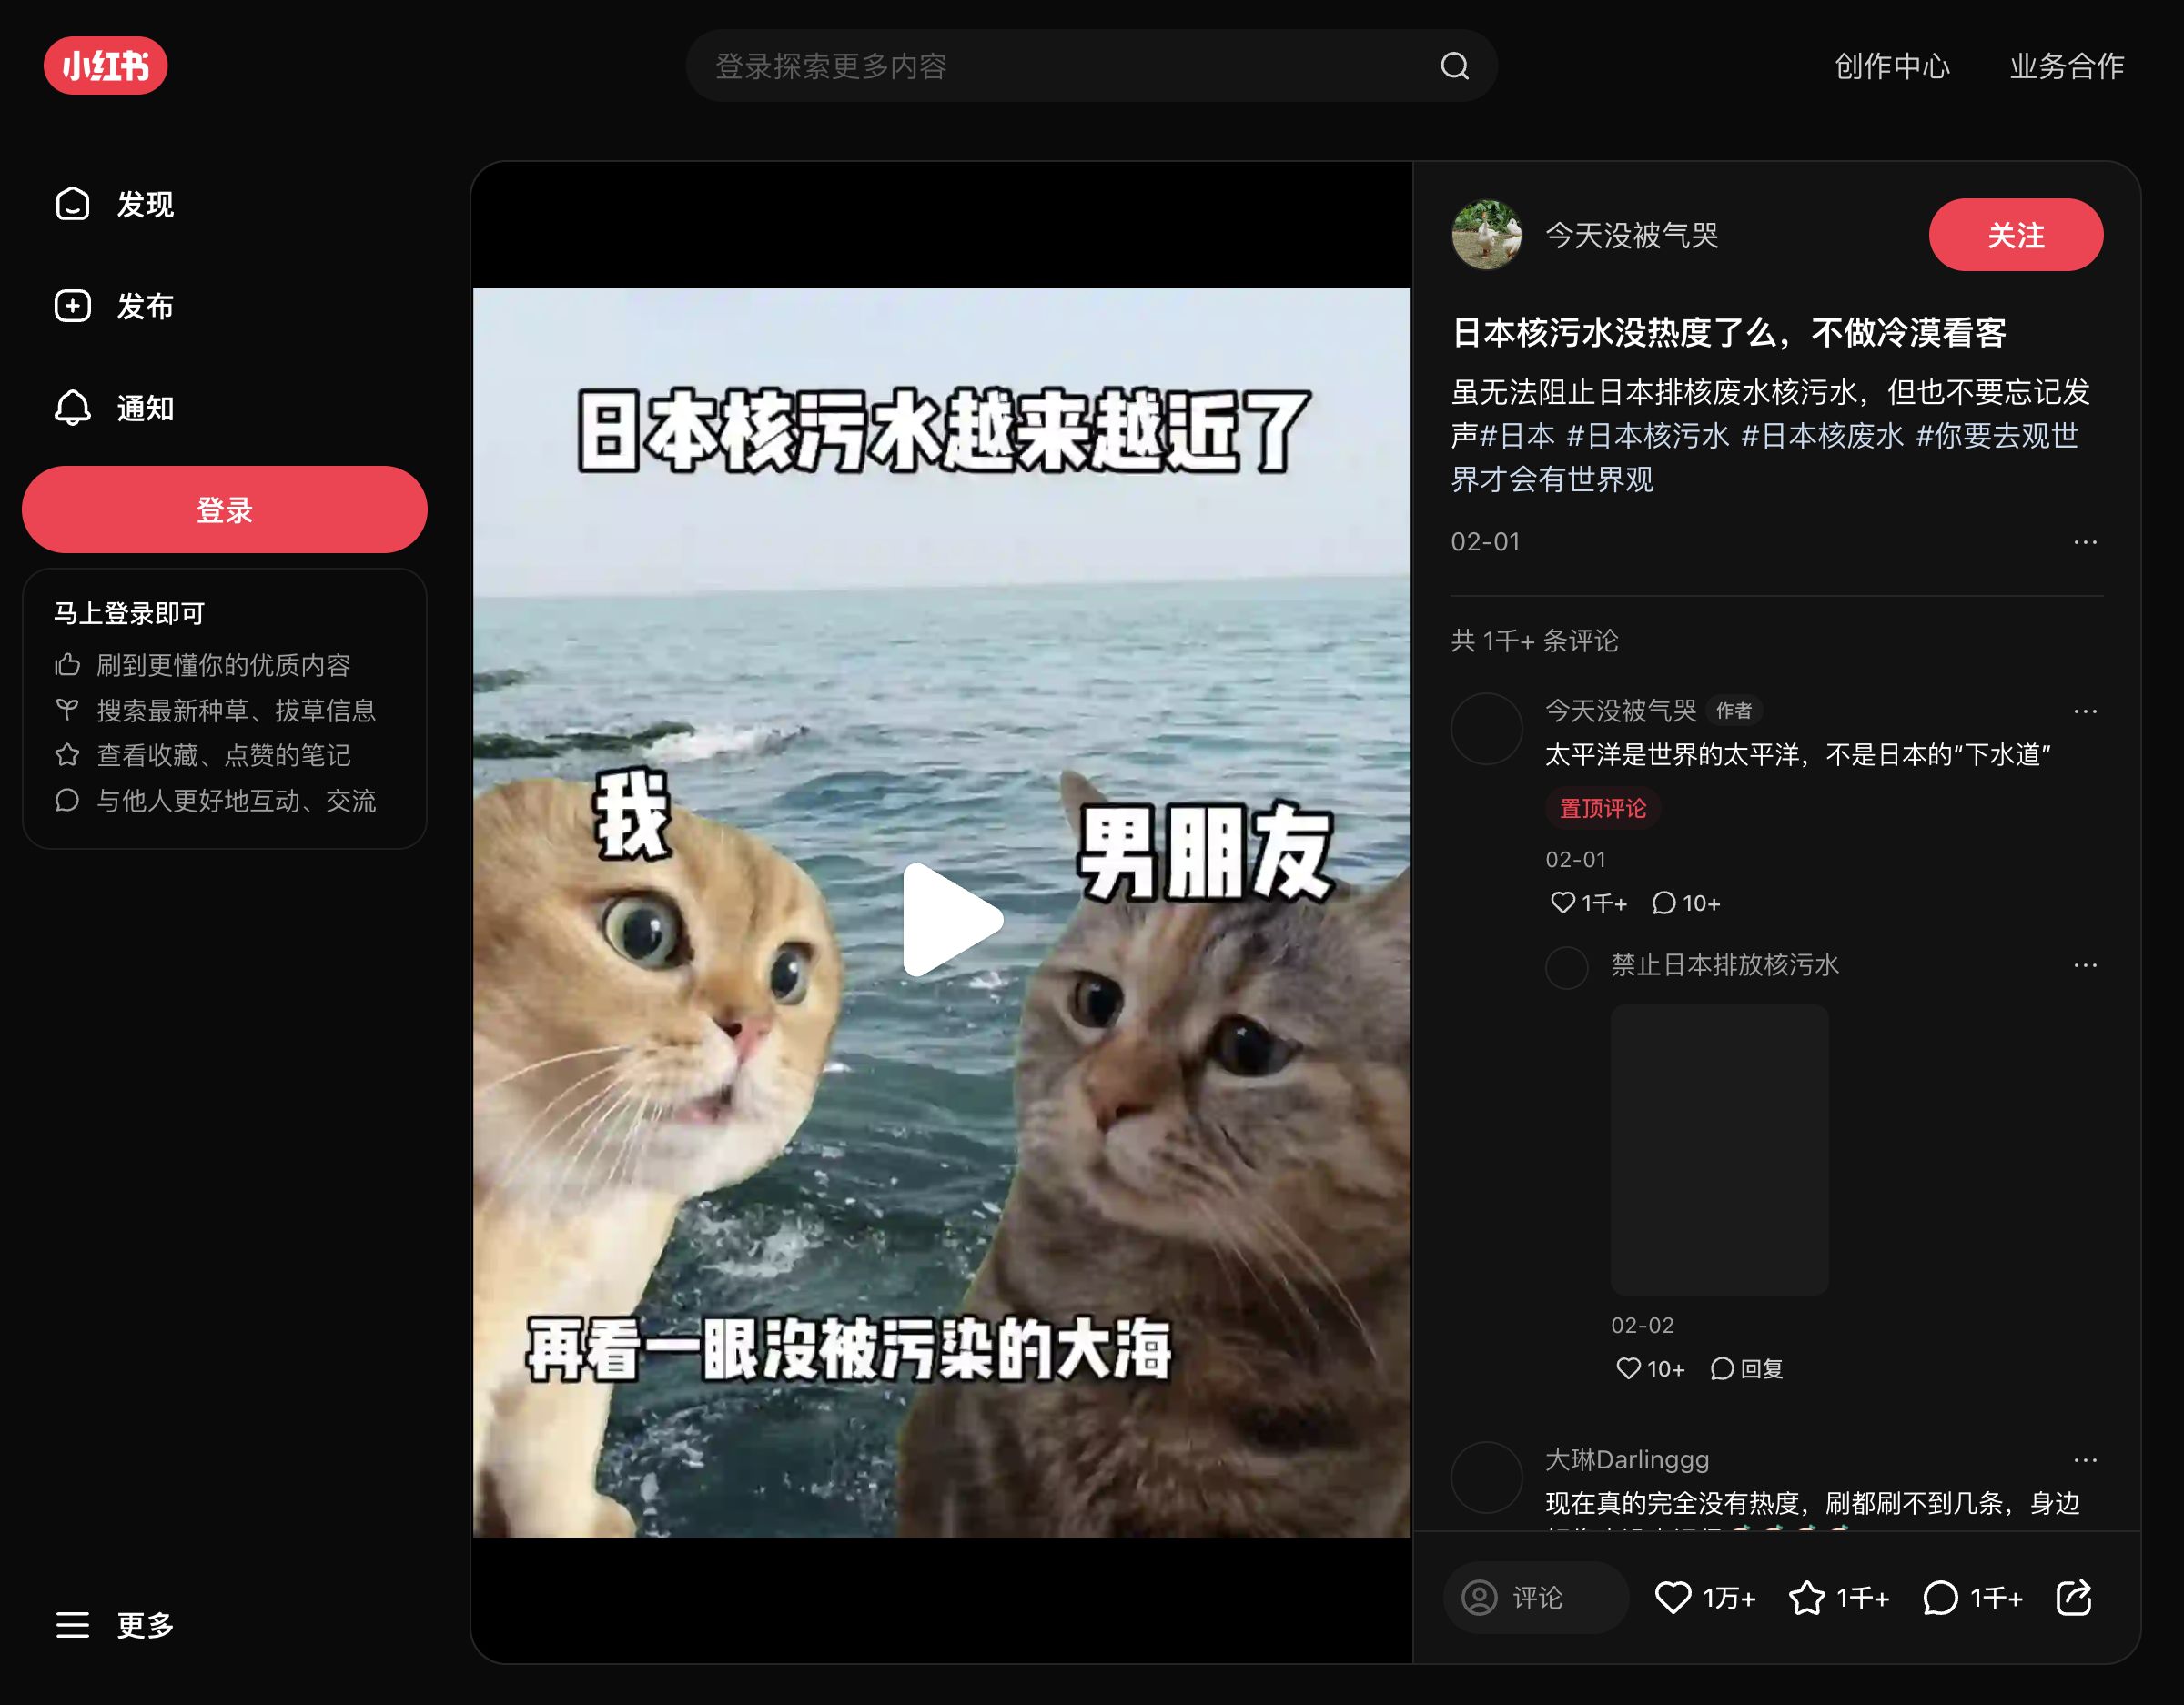 小红书
登录探索更多内容
创作中心
业务合作
发现
发布
通知
登录
马上登录即可
刷到更懂你的优质内容
搜索最新种草、拔草信息
查看收藏、点赞的笔记
与他人更好地互动、交流
更多
日本核污水越来越近了
我
男朋友
再看一眼没被污染的大海
今天没被气哭
关注
日本核污水没热度了么，不做冷漠看客
虽无法阻止日本排核废水核污水，但也不要忘记发
声#日本 #日本核污水 #日本核废水 #你要去观世
界才会有世界观
02-01
共 1千+ 条评论
今天没被气哭 作者
太平洋是世界的太平洋，不是日本的“下水道”
置顶评论
02-01
1千+ 10+
禁止日本排放核污水
02-02
10+ 回复
大琳Darlinggg
现在真的完全没有热度，刷都刷不到几条，身边
评论 1万+ 1千+ 1千+